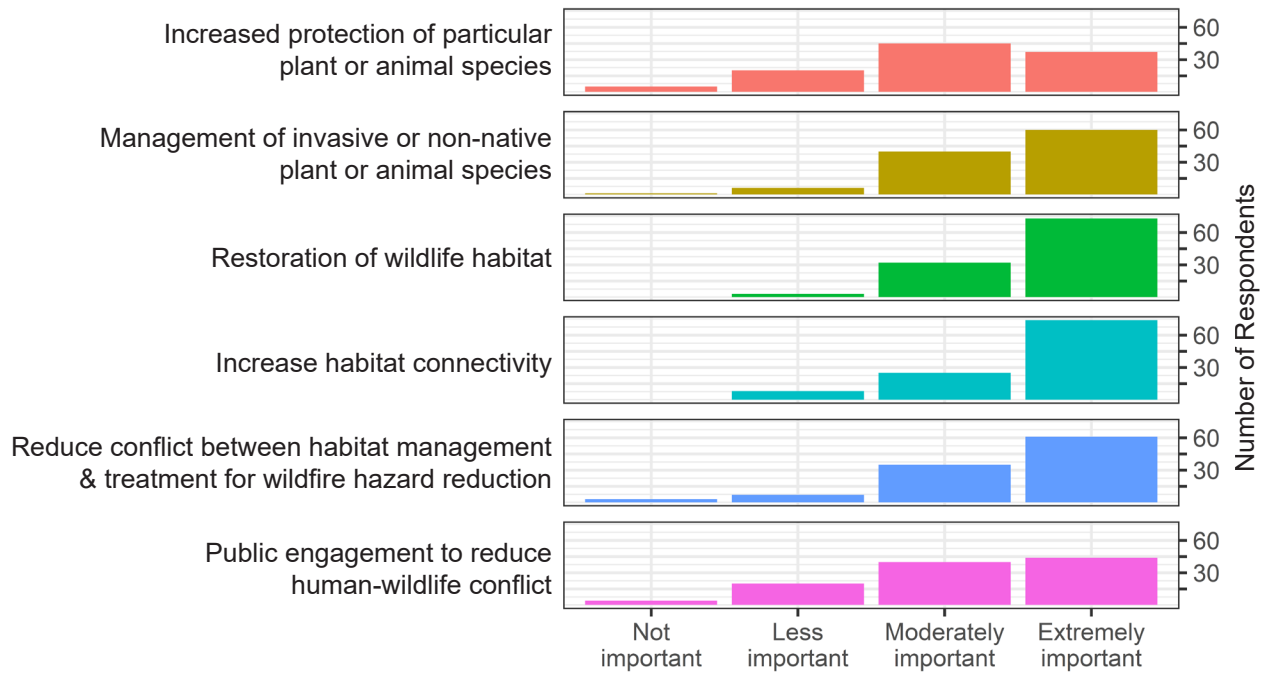 Increased protection of particular
plant or animal species
60
30
Management of invasive or non-native
plant or animal species
60
30
Restoration of wildlife habitat
60
30
Increase habitat connectivity
60
30
Reduce conflict between habitat management
& treatment for wildfire hazard reduction
60
30
Public engagement to reduce
human-wildlife conflict
60
30
Number of Respondents
Not
important
Less
important
Moderately
important
Extremely
important